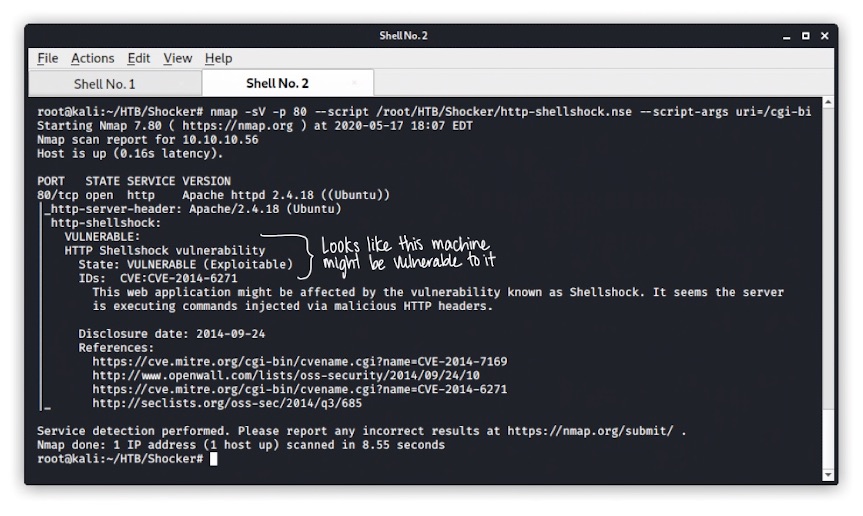 Shell No. 2
File Actions Edit View Help
Shell No. 1 Shell No. 2
root@kali:~/HTB/Shocker# nmap -sV -p 80 --script /root/HTB/Shocker/http-shellshock.nse --script-args uri=/cgi-bi
Starting Nmap 7.80 ( https://nmap.org ) at 2020-05-17 18:07 EDT
Nmap scan report for 10.10.10.56
Host is up (0.16s latency).
PORT   STATE SERVICE VERSION
80/tcp open  http    Apache httpd 2.4.18 ((Ubuntu))
|_http-server-header: Apache/2.4.18 (Ubuntu)
| http-shellshock:
|   VULNERABLE:
|   HTTP Shellshock vulnerability
|     State: VULNERABLE (Exploitable)
|     IDs:  CVE:CVE-2014-6271
Looks like this machine
might be vulnerable to it
|       This web application might be affected by the vulnerability known as Shellshock. It seems the server
|       is executing commands injected via malicious HTTP headers.
|
|     Disclosure date: 2014-09-24
|     References:
|       https://cve.mitre.org/cgi-bin/cvename.cgi?name=CVE-2014-7169
|       http://www.openwall.com/lists/oss-security/2014/09/24/10
|       https://cve.mitre.org/cgi-bin/cvename.cgi?name=CVE-2014-6271
|_      http://seclists.org/oss-sec/2014/q3/685
Service detection performed. Please report any incorrect results at https://nmap.org/submit/ .
Nmap done: 1 IP address (1 host up) scanned in 8.55 seconds
root@kali:~/HTB/Shocker#